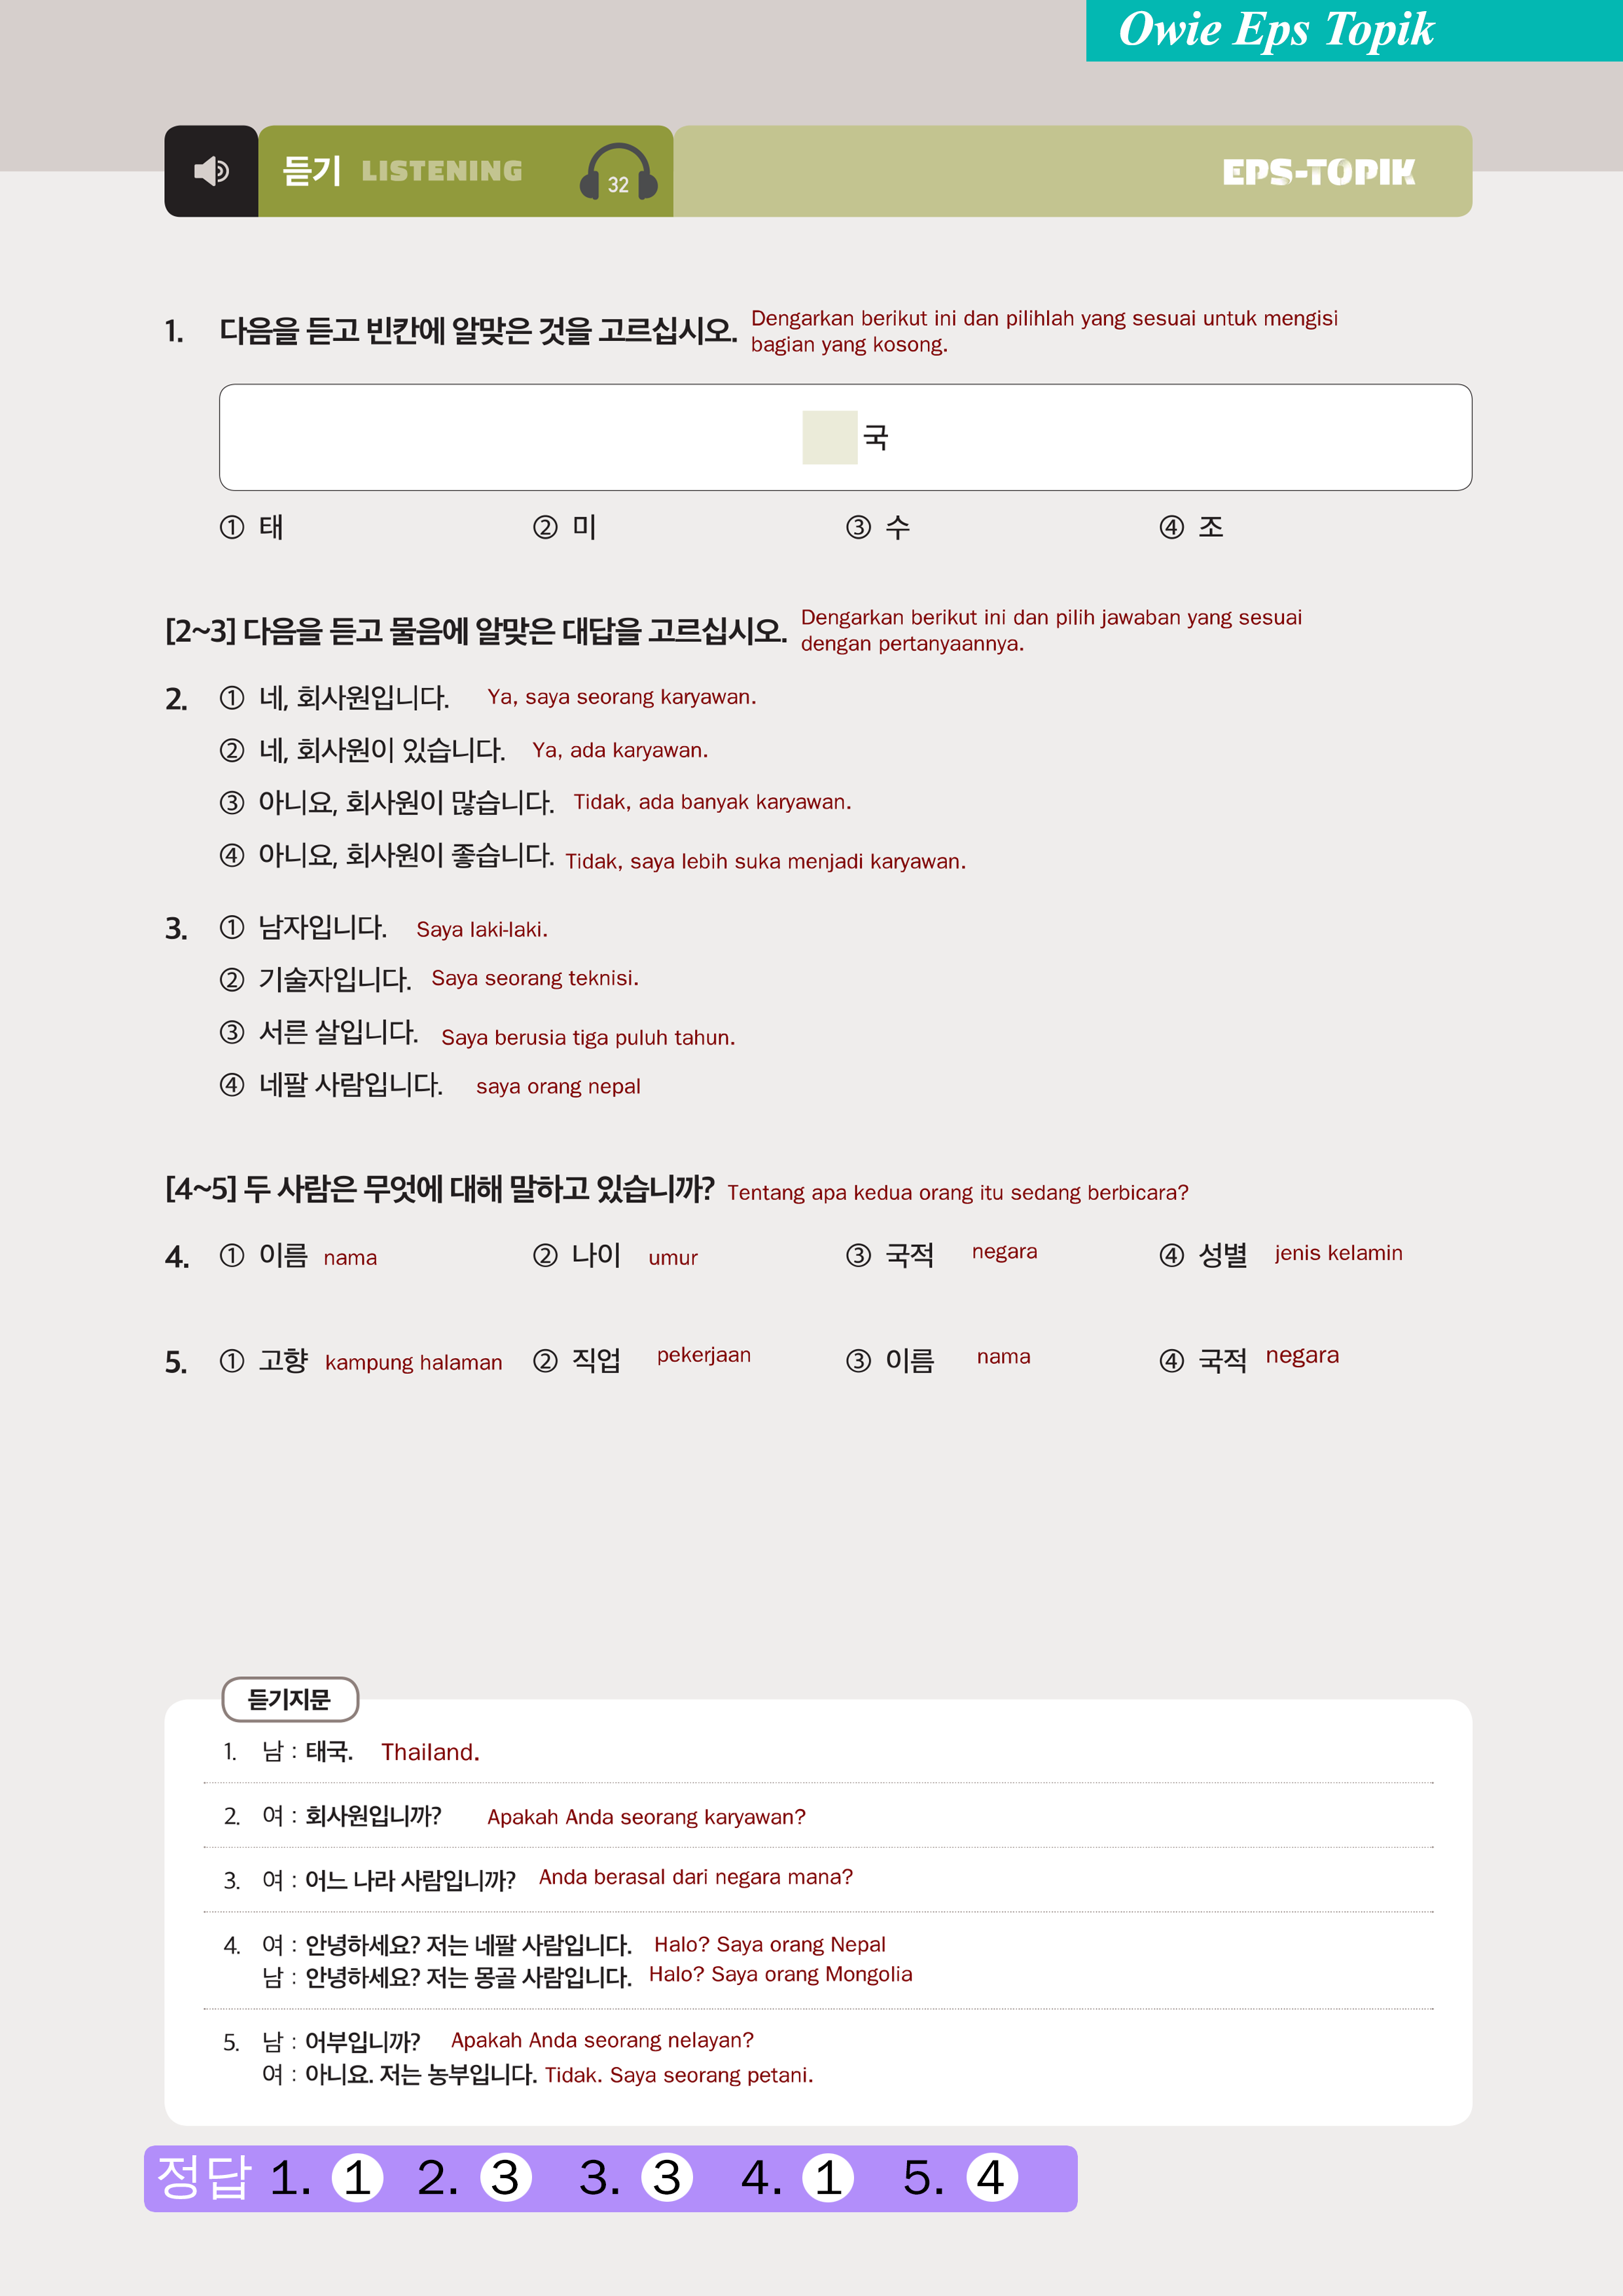 Owie Eps Topik
듣기 LISTENING 32 EPS-TOPIK
1. 다음을 듣고 빈칸에 알맞은 것을 고르십시오. Dengarkan berikut ini dan pilihlah yang sesuai untuk mengisi
bagian yang kosong.
국
① 태 ② 미 ③ 수 ④ 조
[2~3] 다음을 듣고 물음에 알맞은 대답을 고르십시오. Dengarkan berikut ini dan pilih jawaban yang sesuai
dengan pertanyaannya.
2. ① 네, 회사원입니다. Ya, saya seorang karyawan.
② 네, 회사원이 있습니다. Ya, ada karyawan.
③ 아니요, 회사원이 많습니다. Tidak, ada banyak karyawan.
④ 아니요, 회사원이 좋습니다. Tidak, saya lebih suka menjadi karyawan.
3. ① 남자입니다. Saya laki-laki.
② 기술자입니다. Saya seorang teknisi.
③ 서른 살입니다. Saya berusia tiga puluh tahun.
④ 네팔 사람입니다. saya orang nepal
[4~5] 두 사람은 무엇에 대해 말하고 있습니까? Tentang apa kedua orang itu sedang berbicara?
4. ① 이름 nama ② 나이 umur ③ 국적 negara ④ 성별 jenis kelamin
5. ① 고향 kampung halaman ② 직업 pekerjaan ③ 이름 nama ④ 국적 negara
듣기지문
1. 남 : 태국. Thailand.
2. 여 : 회사원입니까? Apakah Anda seorang karyawan?
3. 여 : 어느 나라 사람입니까? Anda berasal dari negara mana?
4. 여 : 안녕하세요? 저는 네팔 사람입니다. Halo? Saya orang Nepal
남 : 안녕하세요? 저는 몽골 사람입니다. Halo? Saya orang Mongolia
5. 남 : 어부입니까? Apakah Anda seorang nelayan?
여 : 아니요. 저는 농부입니다. Tidak. Saya seorang petani.
정답 1. ① 2. ③ 3. ③ 4. ① 5. ④